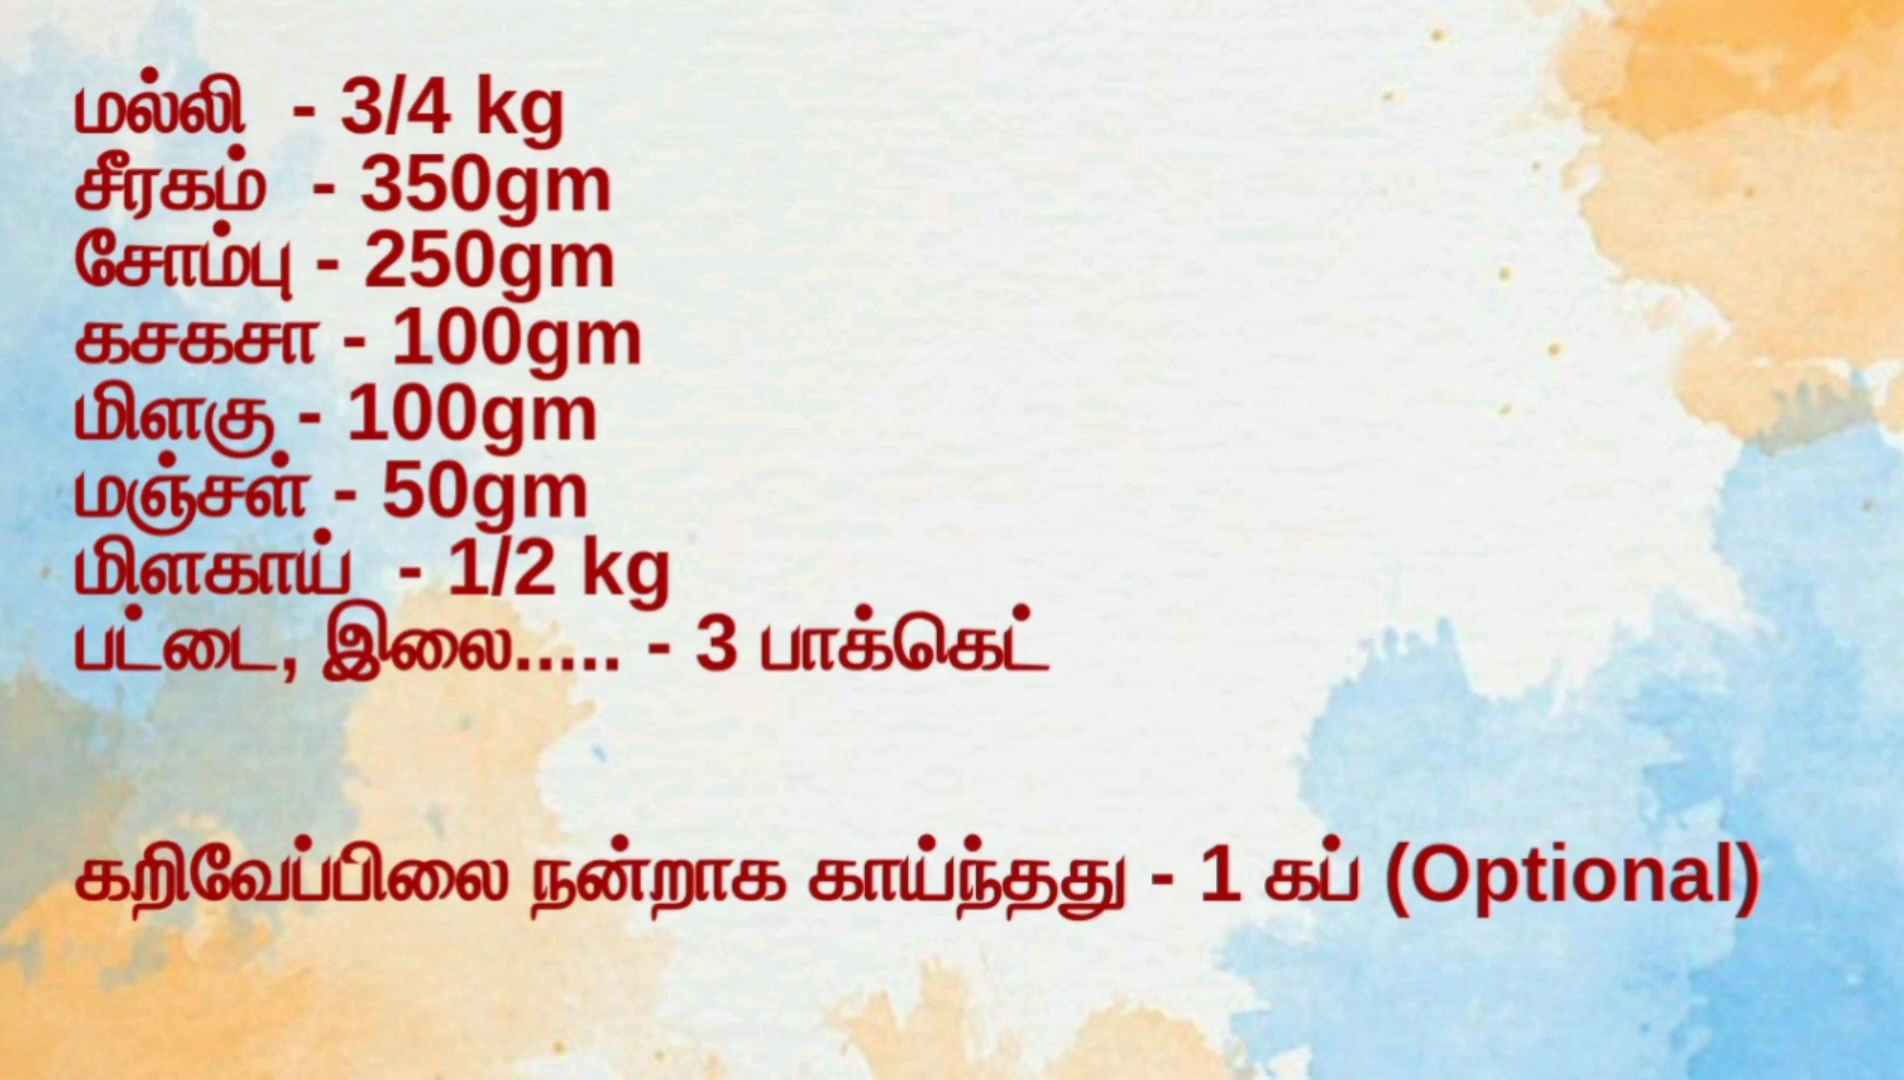 மல்லி - 3/4 kg
சீரகம் - 350gm
சோம்பு - 250gm
கசகசா - 100gm
மிளகு - 100gm
மஞ்சள் - 50gm
மிளகாய் - 1/2 kg
பட்டை, இலை..... - 3 பாக்கெட்
கறிவேப்பிலை நன்றாக காய்ந்தது - 1 கப் (Optional)